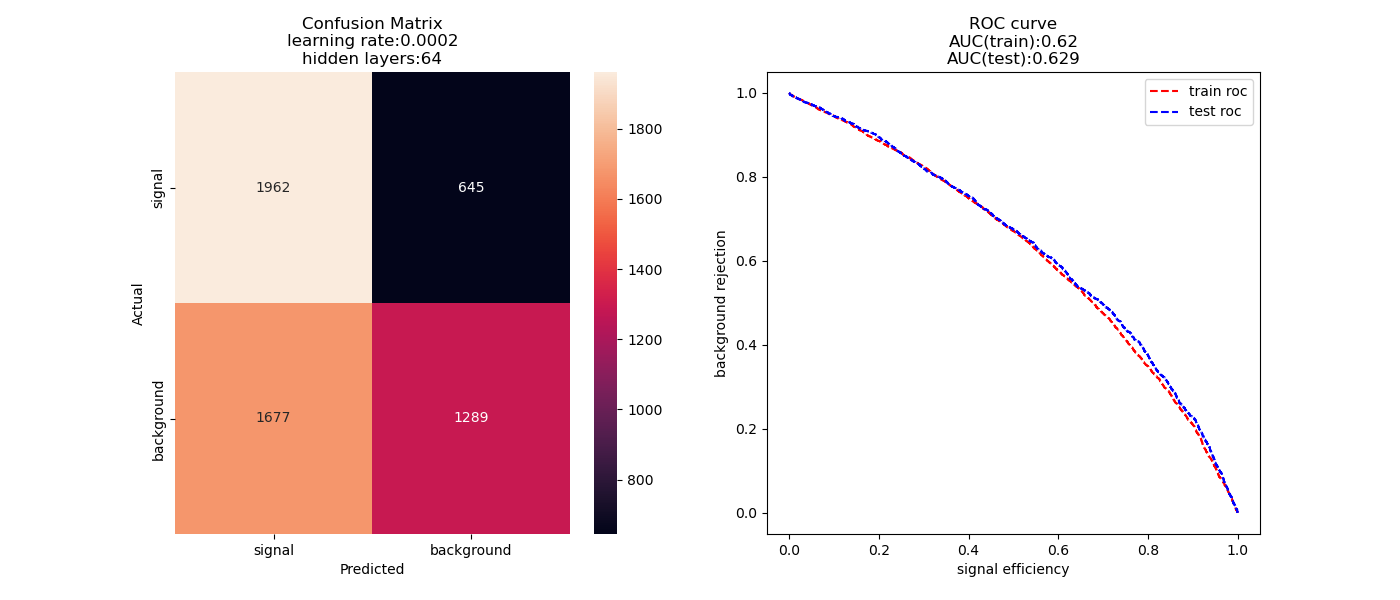 Confusion Matrix
learning rate:0.0002
hidden layers:64
signal
background
Actual
1962
645
1677
1289
signal
background
Predicted
1800
1600
1400
1200
1000
800
ROC curve
AUC(train):0.62
AUC(test):0.629
train roc
test roc
background rejection
1.0
0.8
0.6
0.4
0.2
0.0
0.0
0.2
0.4
0.6
0.8
1.0
signal efficiency